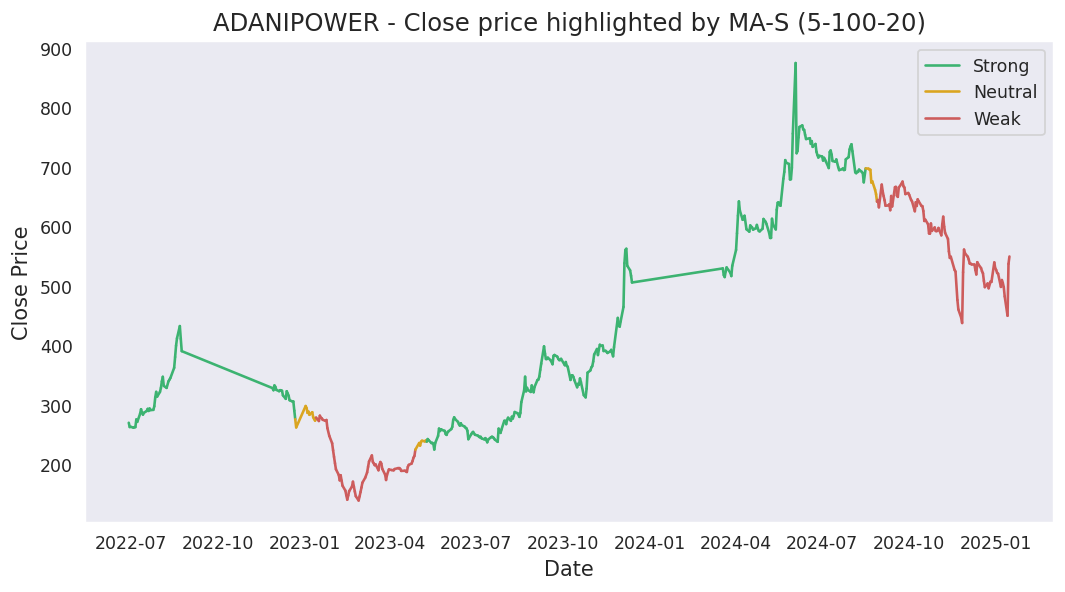 ADANIPOWER - Close price highlighted by MA-S (5-100-20)
Strong
Neutral
Weak
Close Price
900
800
700
600
500
400
300
200
2022-07 2022-10 2023-01 2023-04 2023-07 2023-10 2024-01 2024-04 2024-07 2024-10 2025-01
Date